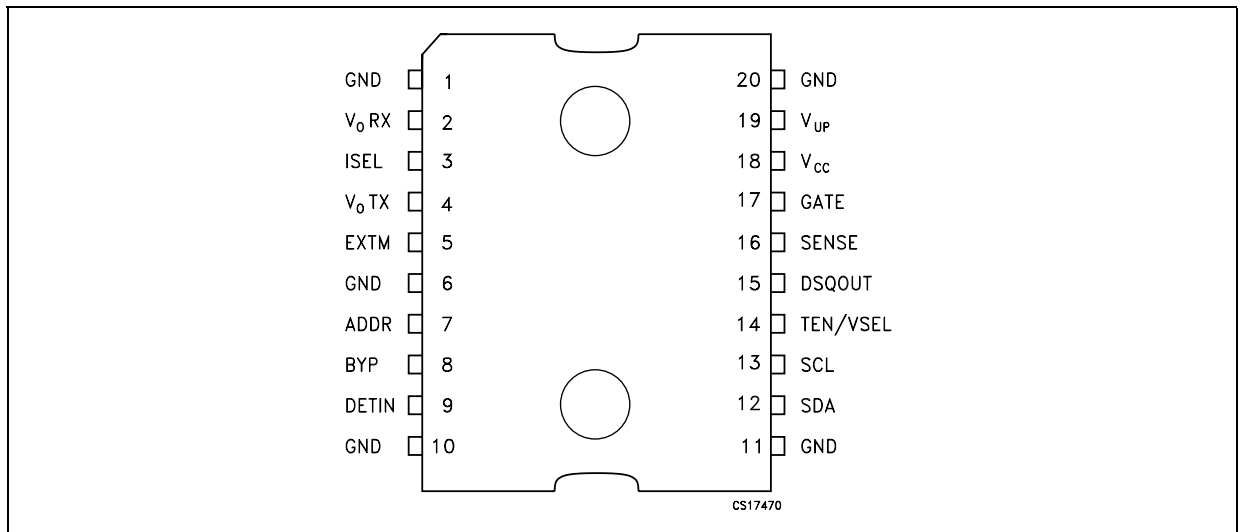 GND 1 20 GND
V₀ RX 2 19 V_UP
ISEL 3 18 V_CC
V₀ TX 4 17 GATE
EXTM 5 16 SENSE
GND 6 15 DSQOUT
ADDR 7 14 TEN/VSEL
BYP 8 13 SCL
DETIN 9 12 SDA
GND 10 11 GND
CS17470